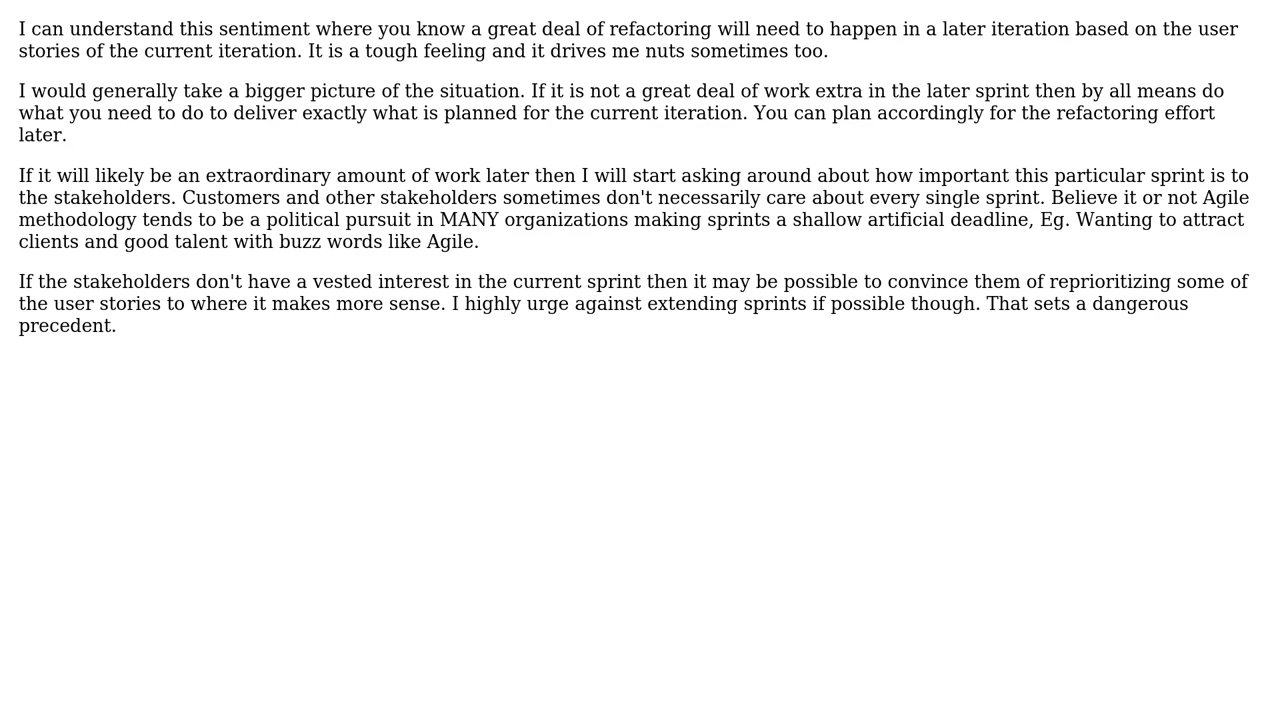 I can understand this sentiment where you know a great deal of refactoring will need to happen in a later iteration based on the user
stories of the current iteration. It is a tough feeling and it drives me nuts sometimes too.
I would generally take a bigger picture of the situation. If it is not a great deal of work extra in the later sprint then by all means do
what you need to do to deliver exactly what is planned for the current iteration. You can plan accordingly for the refactoring effort
later.
If it will likely be an extraordinary amount of work later then I will start asking around about how important this particular sprint is to
the stakeholders. Customers and other stakeholders sometimes don't necessarily care about every single sprint. Believe it or not Agile
methodology tends to be a political pursuit in MANY organizations making sprints a shallow artificial deadline, Eg. Wanting to attract
clients and good talent with buzz words like Agile.
If the stakeholders don't have a vested interest in the current sprint then it may be possible to convince them of reprioritizing some of
the user stories to where it makes more sense. I highly urge against extending sprints if possible though. That sets a dangerous
precedent.